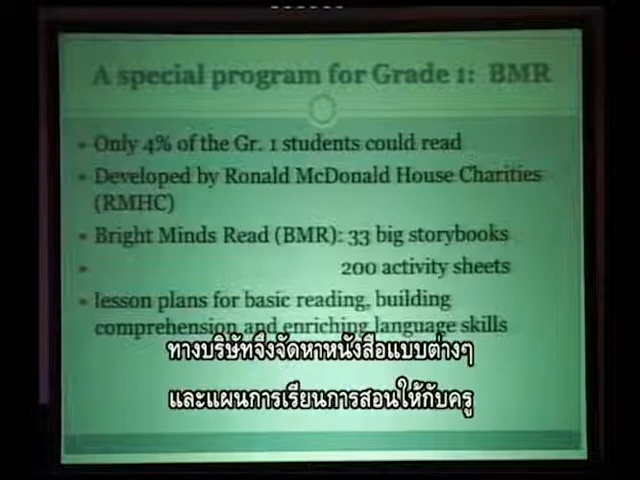 A special program for Grade 1: BMR
Only 4% of the Gr. 1 students could read
Developed by Ronald McDonald House Charities
(RMHC)
Bright Minds Read (BMR): 33 big storybooks
200 activity sheets
lesson plans for basic reading, building
comprehension and enriching language skills
ทางบริษัทจึงจัดหาหนังสือแบบต่างๆ
และแผนการเรียนการสอนให้กับครู